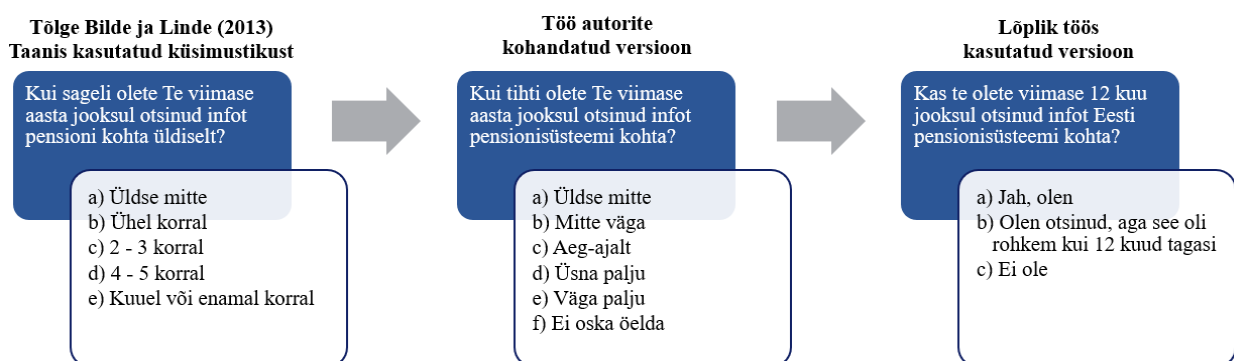 Tõlge Bilde ja Linde (2013)
Taanis kasutatud küsimustikust
Kui sageli olete Te viimase
aasta jooksul otsinud infot
pensioni kohta üldiselt?
a) Üldse mitte
b) Ühel korral
c) 2 - 3 korral
d) 4 - 5 korral
e) Kuuel või enamal korral
Töö autorite
kohandatud versioon
Kui tihti olete Te viimase
aasta jooksul otsinud infot
pensionisüsteemi kohta?
a) Üldse mitte
b) Mitte väga
c) Aeg-ajalt
d) Üsna palju
e) Väga palju
f) Ei oska öelda
Lõplik töös
kasutatud versioon
Kas te olete viimase 12 kuu
jooksul otsinud infot Eesti
pensionisüsteemi kohta?
a) Jah, olen
b) Olen otsinud, aga see oli
rohkem kui 12 kuud tagasi
c) Ei ole